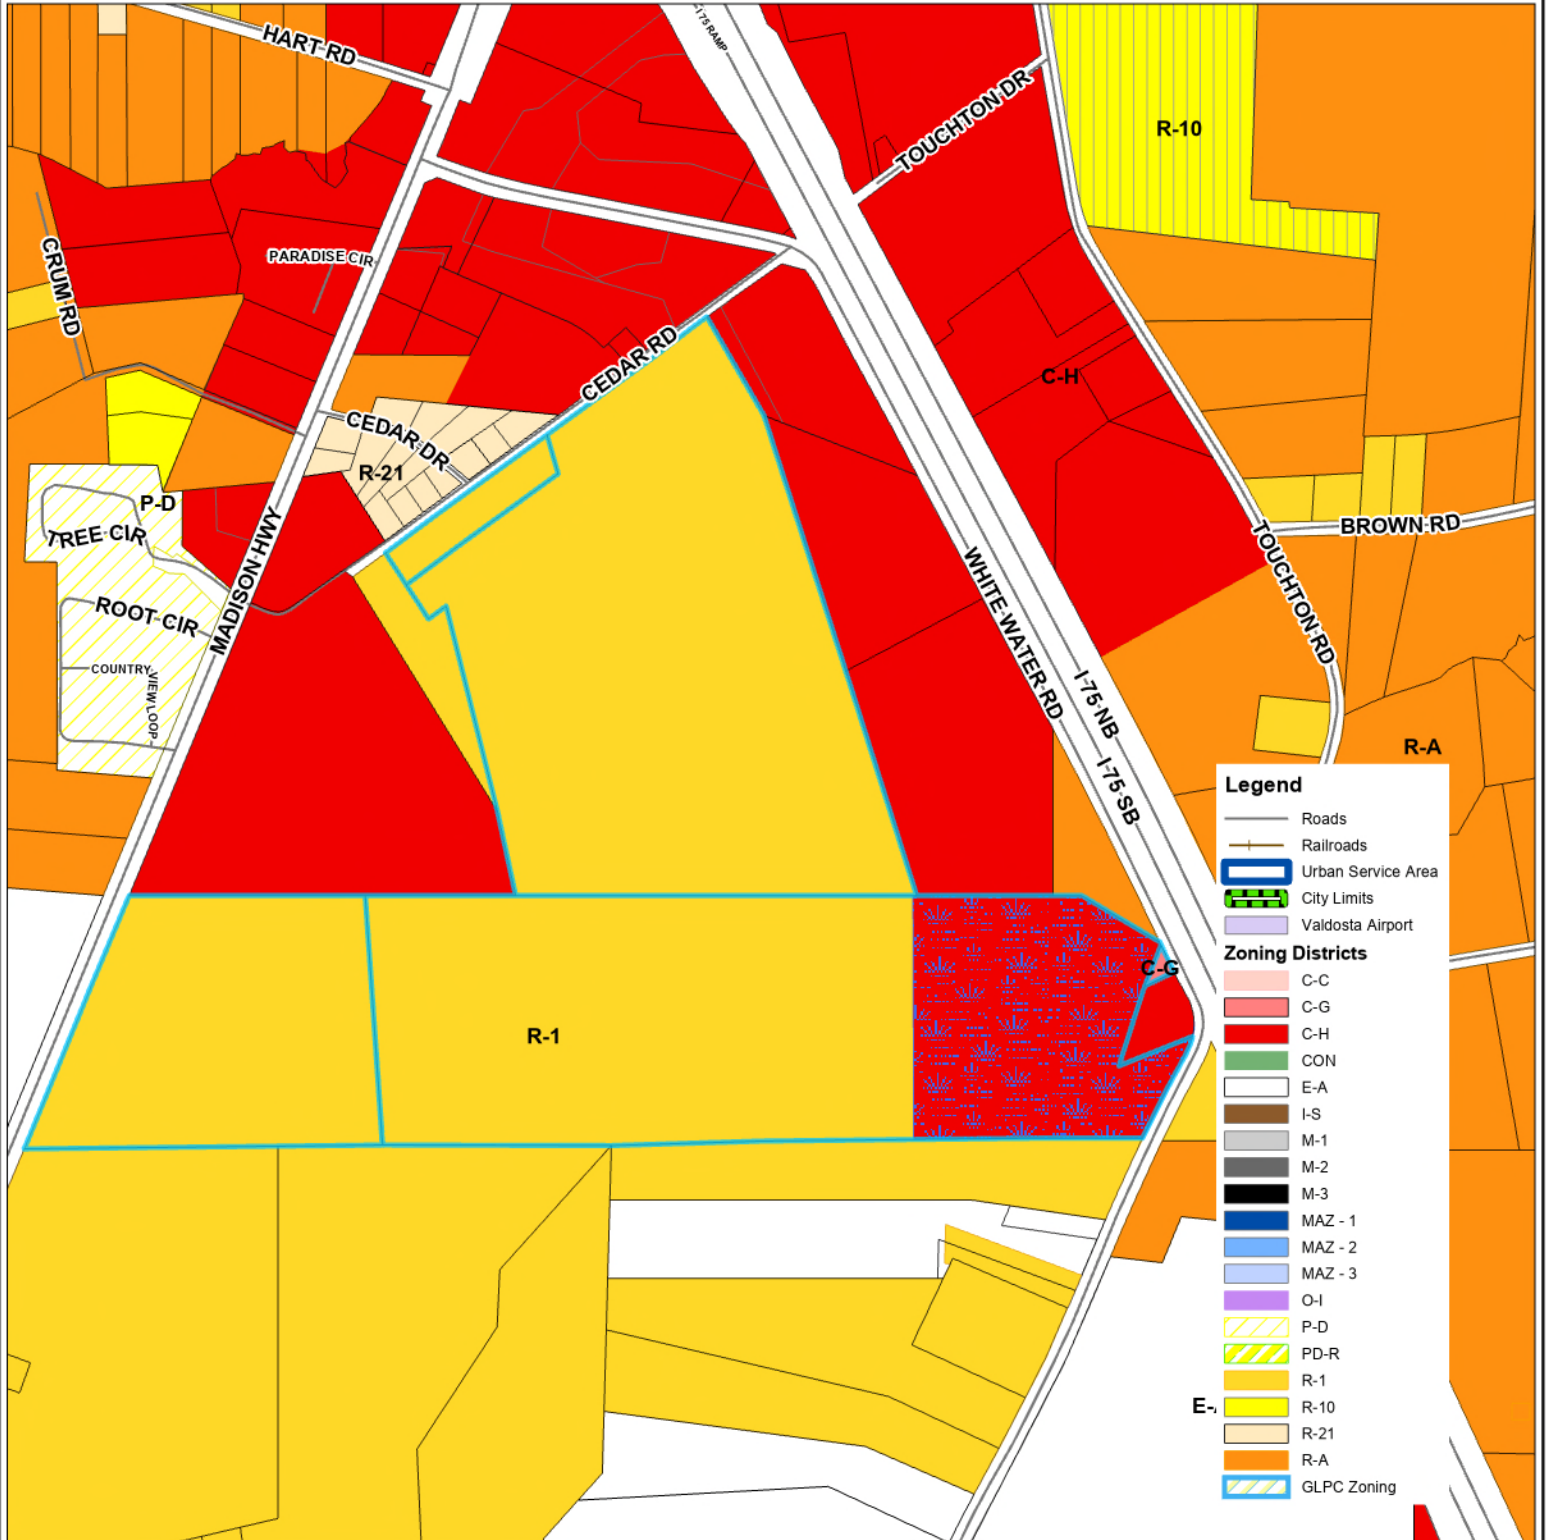 I 75 RAMP
HART RD
TOUCHTON DR
R-10
CRUM RD
PARADISE CIR
CEDAR RD
C-H
CEDAR DR
R-21
P-D
TREE CIR
MADISON HWY
BROWN RD
TOUCHTON RD
WHITE WATER RD
ROOT CIR
COUNTRY
VIEW LOOP
I-75 NB
I-75 SB
R-A
C-G
R-1
E-
Legend
Roads
Railroads
Urban Service Area
City Limits
Valdosta Airport
Zoning Districts
C-C
C-G
C-H
CON
E-A
I-S
M-1
M-2
M-3
MAZ - 1
MAZ - 2
MAZ - 3
O-I
P-D
PD-R
R-1
R-10
R-21
R-A
GLPC Zoning